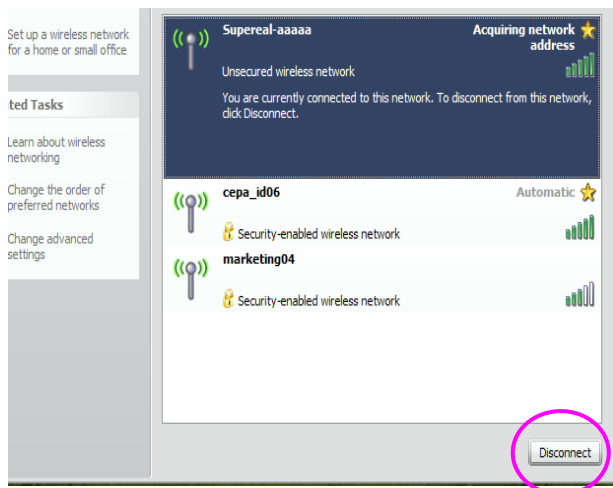 Set up a wireless network
for a home or small office
ted Tasks
Learn about wireless
networking
Change the order of
preferred networks
Change advanced
settings
Supereal-aaaaa
Acquiring network
address
Unsecured wireless network
You are currently connected to this network. To disconnect from this network,
click Disconnect.
cepa_id06
Automatic
Security-enabled wireless network
marketing04
Security-enabled wireless network
Disconnect